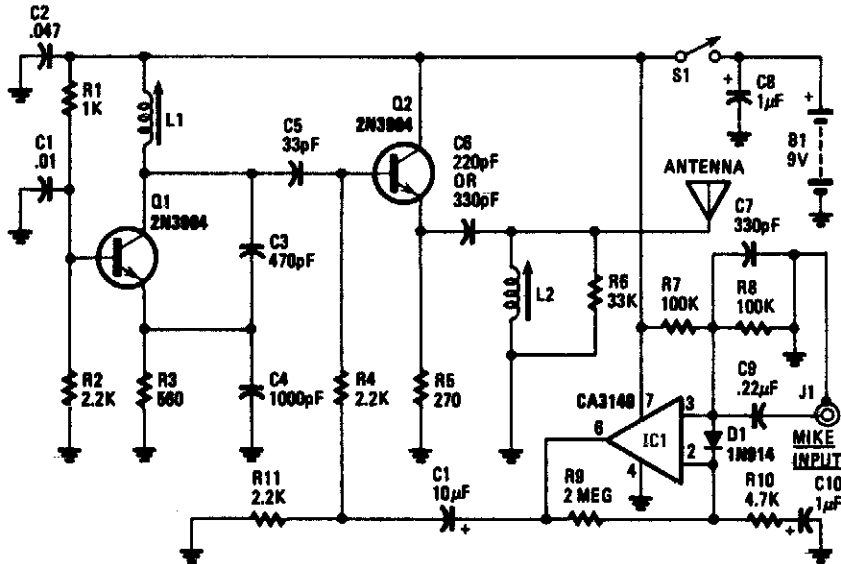 C2
.047
R1
1K
C1
.01
L1
Q1
2N3904
C5
33pF
Q2
2N3904
C6
220pF
OR
330pF
S1
+
C8
1µF
+
B1
9V
ANTENNA
C7
330pF
C3
470pF
L2
R6
33K
R7
100K
R8
100K
R2
2.2K
R3
560
C4
1000pF
R4
2.2K
R5
270
C9
.22µF
J1
MIKE
INPUT
CA3140
7
3
6
IC1
2
4
D1
1N914
R11
2.2K
C1
10µF
+
R9
2 MEG
R10
4.7K
C10
1µF
+